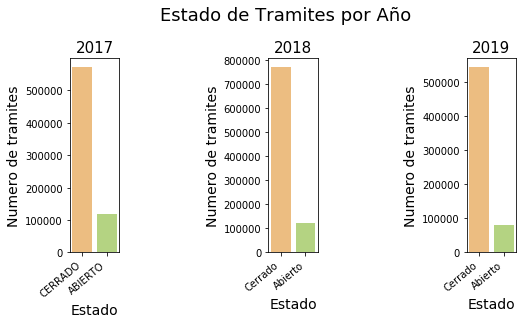 Estado de Tramites por Año
2017
Numero de tramites
500000
400000
300000
200000
100000
0
CERRADO
ABIERTO
Estado
2018
Numero de tramites
800000
700000
600000
500000
400000
300000
200000
100000
0
Cerrado
Abierto
Estado
2019
Numero de tramites
500000
400000
300000
200000
100000
0
Cerrado
Abierto
Estado